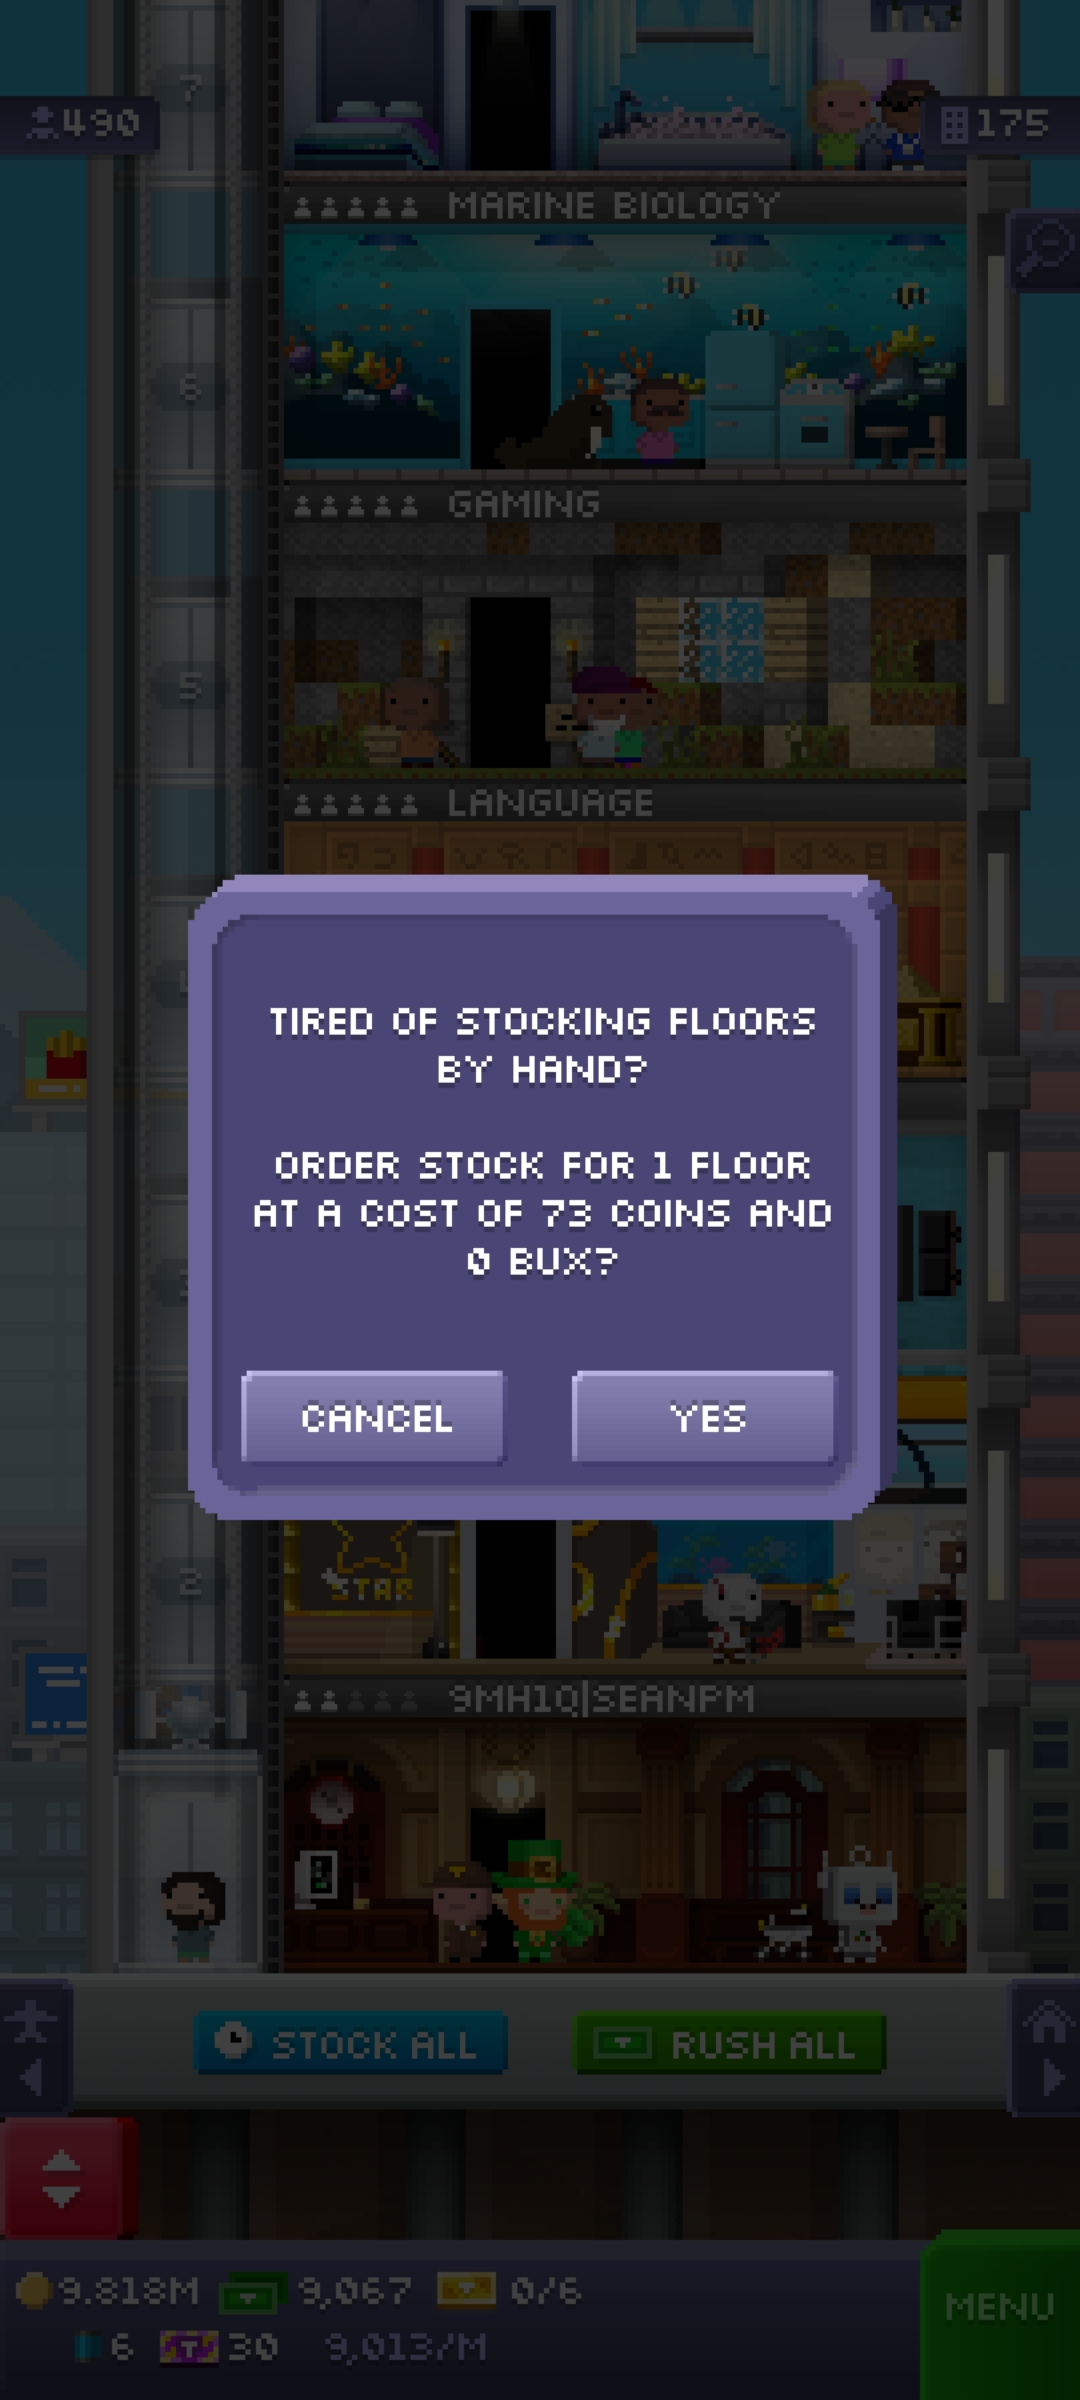 7
490
175
MARINE BIOLOGY
6
GAMING
5
LANGUAGE
TIRED OF STOCKING FLOORS
BY HAND?
ORDER STOCK FOR 1 FLOOR
AT A COST OF 73 COINS AND
0 BUX?
CANCEL
YES
STAR
2
9MH1Q|SEANPM
STOCK ALL
RUSH ALL
9.818M
9,067
0/6
MENU
6
30
9,013/M